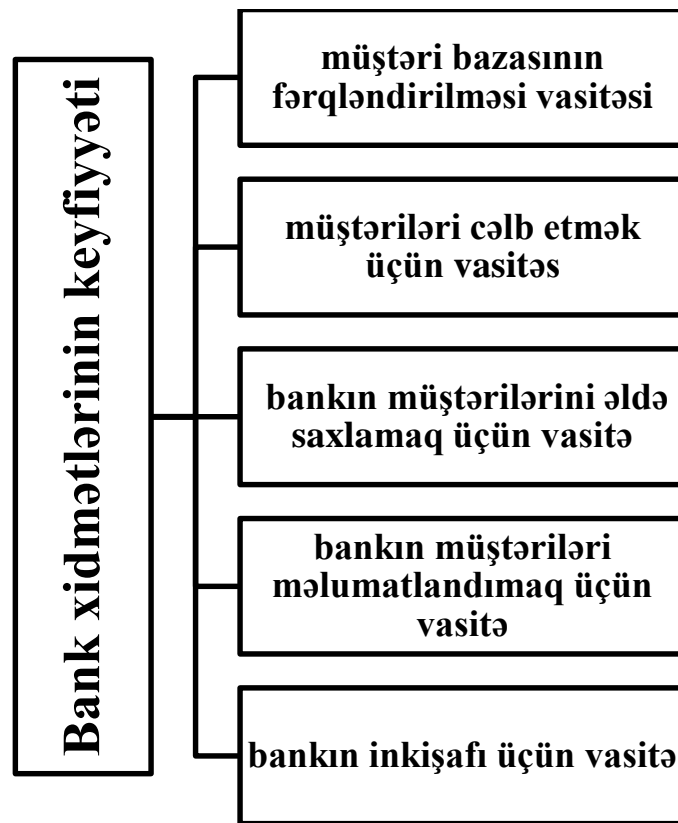 Bank xidmətlərinin keyfiyyəti
müştəri bazasının
fərqləndirilməsi vasitəsi
müştəriləri cəlb etmək
üçün vasitəs
bankın müştərilərini əldə
saxlamaq üçün vasitə
bankın müştəriləri
məlumatlandımaq üçün
vasitə
bankın inkişafı üçün vasitə